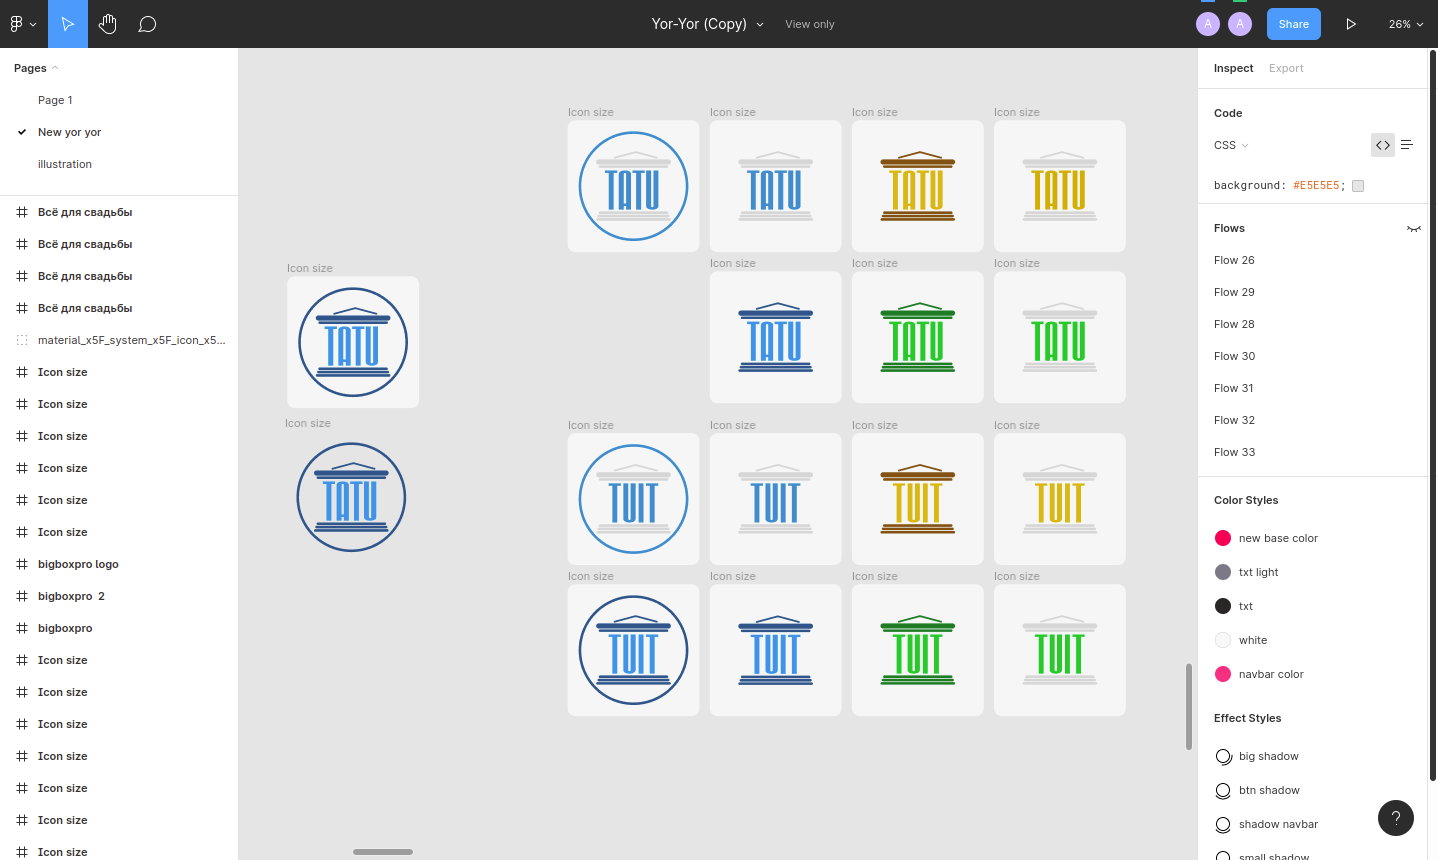 Yor-Yor (Copy)
View only
A
A
Share
26%
Pages
Page 1
New yor yor
illustration
Всё для свадьбы
Всё для свадьбы
Всё для свадьбы
Всё для свадьбы
material_x5F_system_x5F_icon_x5...
Icon size
Icon size
Icon size
Icon size
Icon size
Icon size
bigboxpro logo
bigboxpro 2
bigboxpro
Icon size
Icon size
Icon size
Icon size
Icon size
Icon size
Icon size
Icon size
TATU
Icon size
TATU
Icon size
Icon size
Icon size
Icon size
TATU
TATU
TATU
TATU
Icon size
Icon size
Icon size
TATU
TATU
TATU
Icon size
Icon size
Icon size
Icon size
TUIT
TUIT
TUIT
TUIT
Icon size
Icon size
Icon size
Icon size
TUIT
TUIT
TUIT
TUIT
Inspect
Export
Code
CSS
background: #E5E5E5;
Flows
Flow 26
Flow 29
Flow 28
Flow 30
Flow 31
Flow 32
Flow 33
Color Styles
new base color
txt light
txt
white
navbar color
Effect Styles
big shadow
btn shadow
shadow navbar
small shadow
?